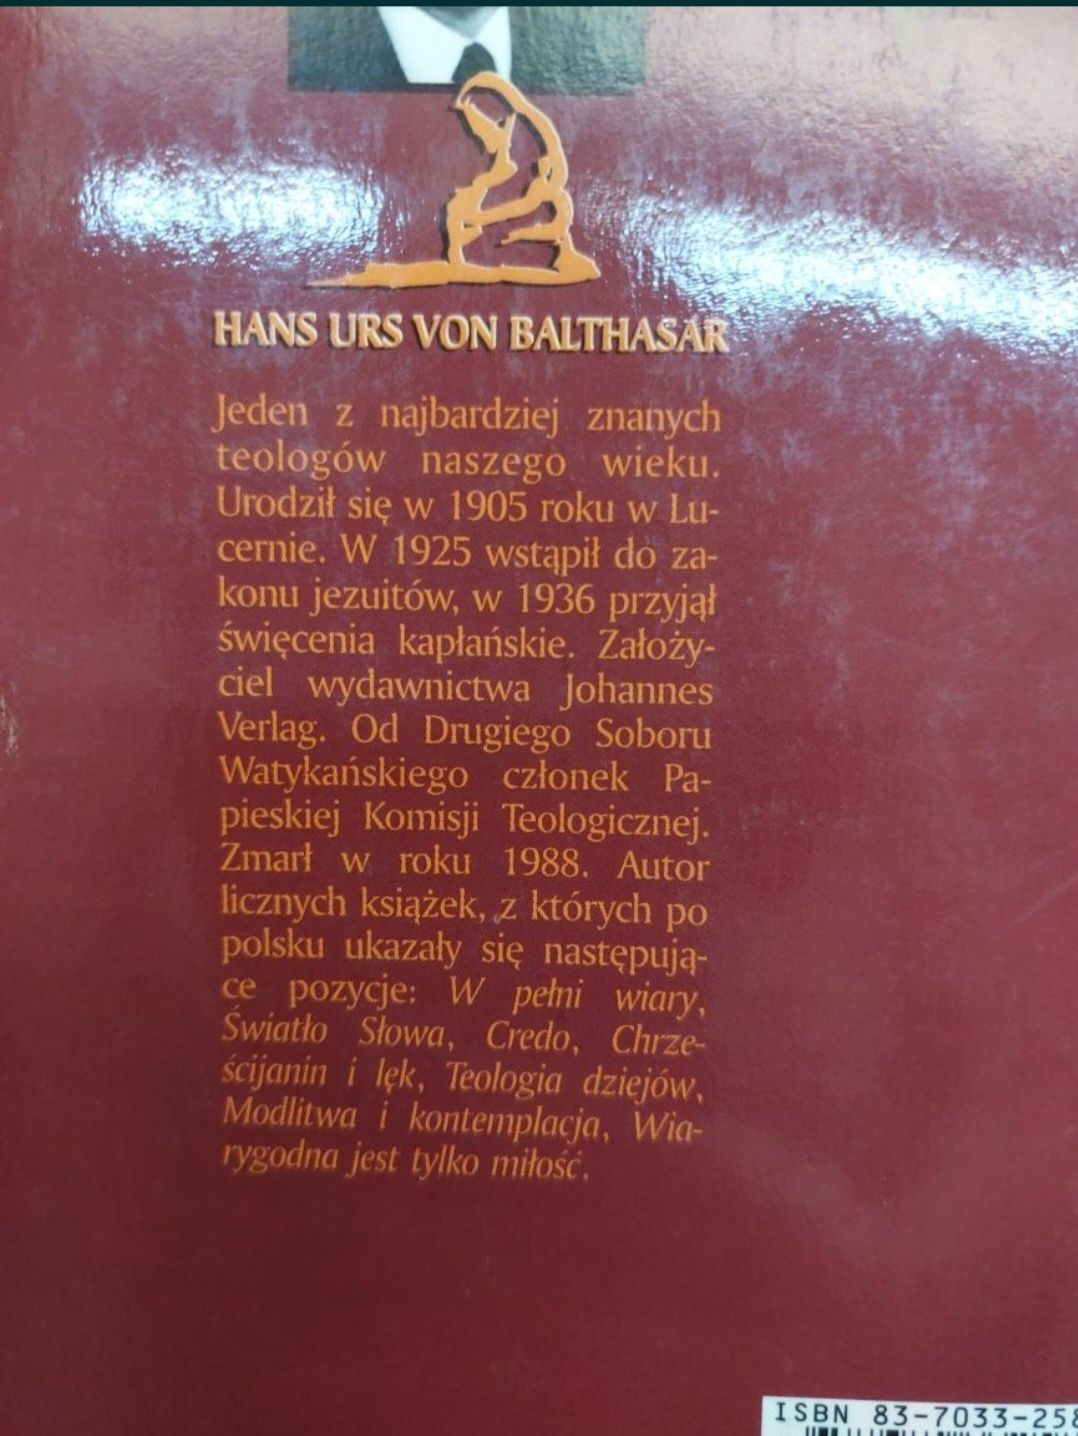 HANS URS VON BALTHASAR
Jeden z najbardziej znanych
teologów naszego wieku.
Urodził się w 1905 roku w Lu-
cernie. W 1925 wstąpił do za-
konu jezuitów, w 1936 przyjął
święcenia kapłańskie. Założy-
ciel wydawnictwa Johannes
Verlag. Od Drugiego Soboru
Watykańskiego członek Pa-
pieskiej Komisji Teologicznej.
Zmarł w roku 1988. Autor
licznych książek, z których po
polsku ukazały się następują-
ce pozycje: W pełni wiary,
Światło Słowa, Credo, Chrze-
ścijanin i lęk, Teologia dziejów,
Modlitwa i kontemplacja, Wia-
rygodna jest tylko miłość.
ISBN 83-7033-258